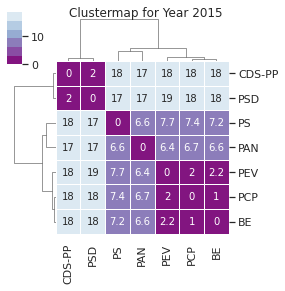 Clustermap for Year 2015
10
0
0 2 18 17 18 18 18 CDS-PP
2 0 17 17 19 18 18 PSD
18 17 0 6.6 7.7 7.4 7.2 PS
17 17 6.6 0 6.4 6.7 6.6 PAN
18 19 7.7 6.4 0 2 2.2 PEV
18 18 7.4 6.7 2 0 1 PCP
18 18 7.2 6.6 2.2 1 0 BE
CDS-PP PSD PS PAN PEV PCP BE